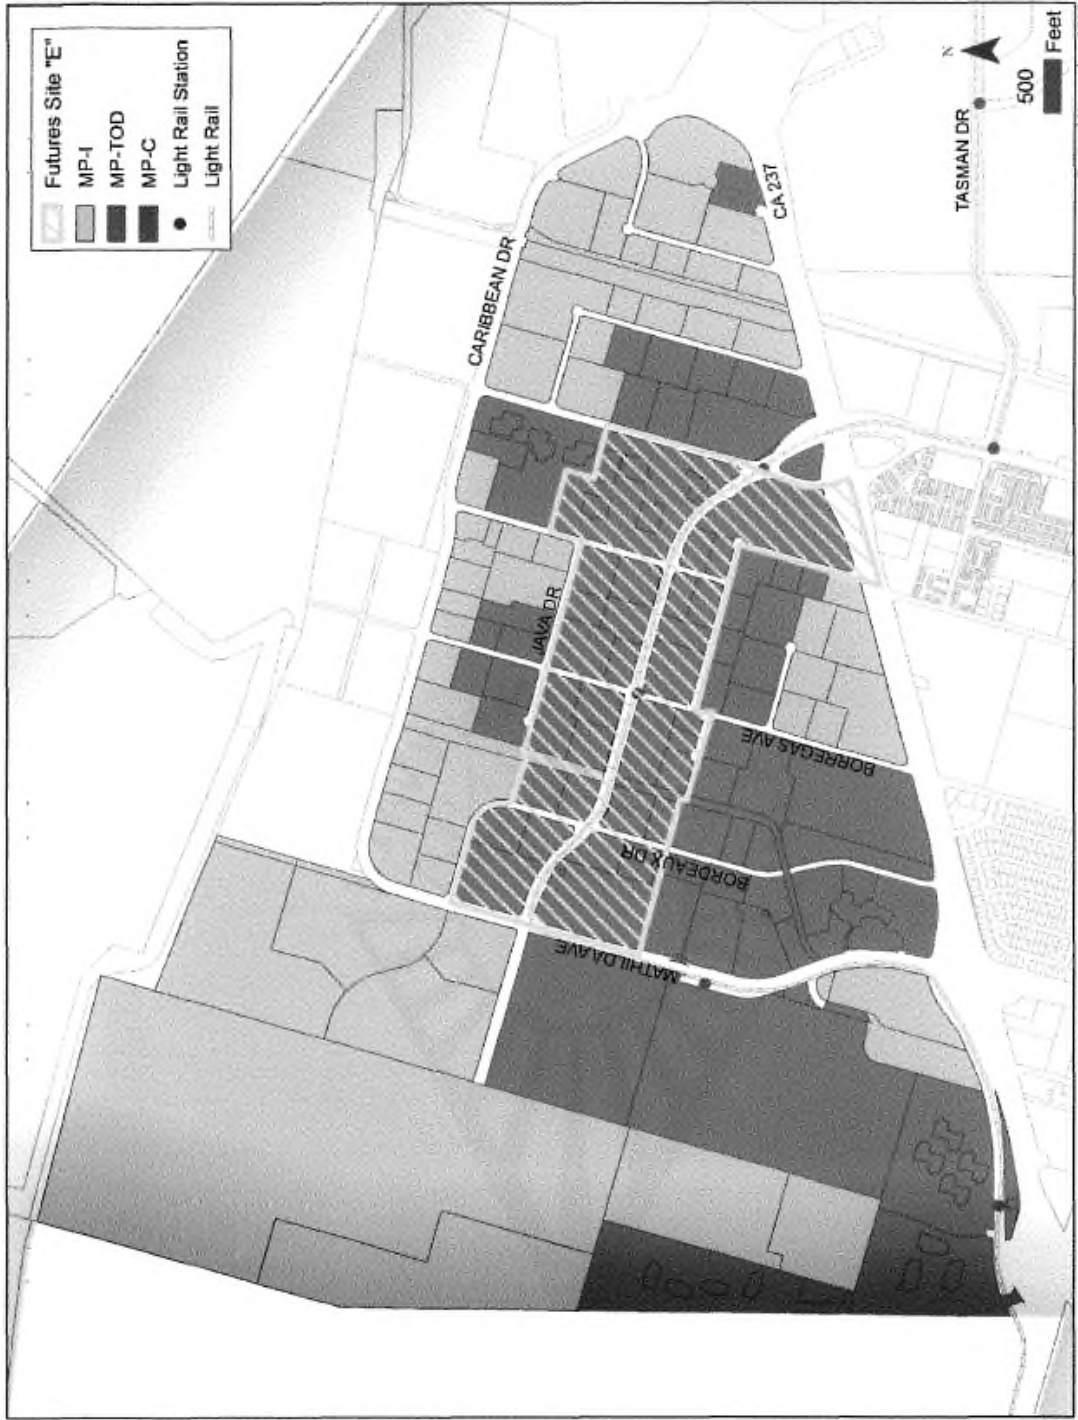 Futures Site "E"
MP-I
MP-TOD
MP-C
Light Rail Station
Light Rail
CARIBBEAN DR
JAVA DR
CA 237
TASMAN DR
N
500
Feet
BORREGAS AVE
BORDEAUX DR
MATHILDA AVE